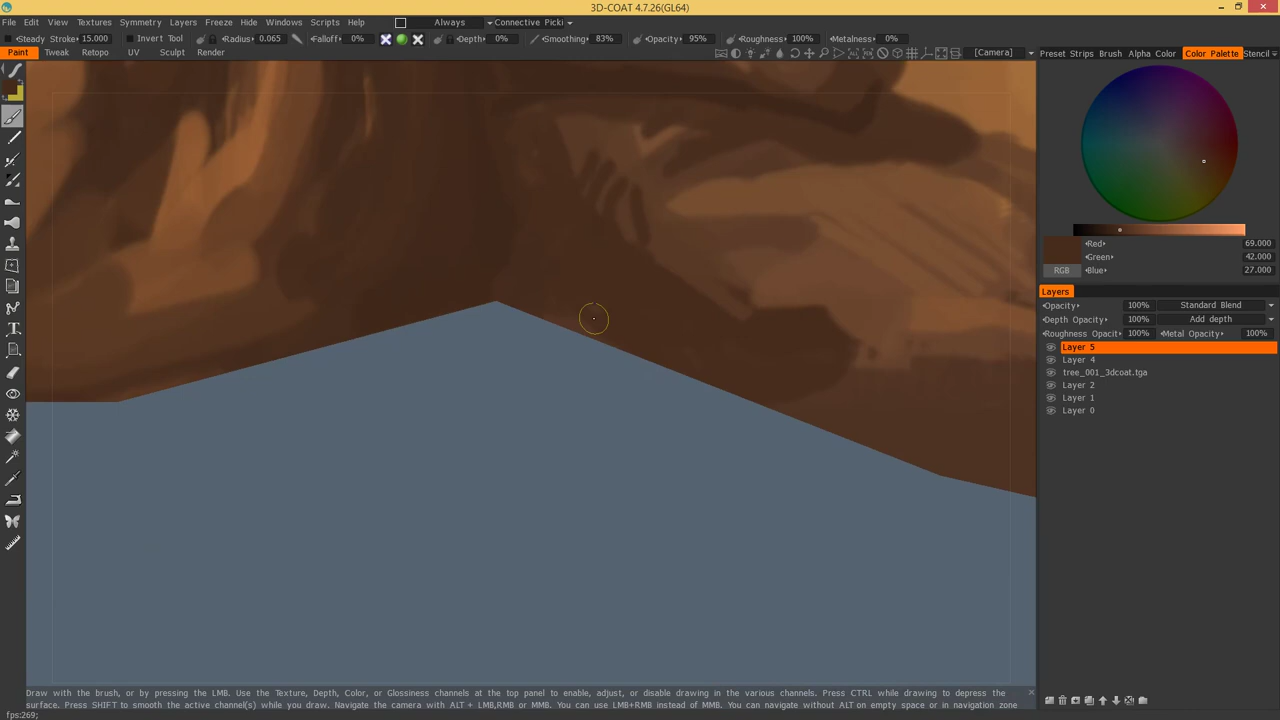 3D-COAT 4.7.26(GL64)
File Edit View Textures Symmetry Layers Freeze Hide Windows Scripts Help Always Connective Picki
Steady Stroke 15.000 Invert Tool Radius 0.065 Falloff 0% Depth 0% Smoothing 83% Opacity 95% Roughness 100% Metalness 0%
Paint Tweak Retopo UV Sculpt Render [Camera] Preset Strips Brush Alpha Color Color Palette Stencil
Red 69.000
Green 42.000
RGB Blue 27.000
Layers
Opacity 100% Standard Blend
Depth Opacity 100% Add depth
Roughness Opacit 100% Metal Opacity 100%
Layer 5
Layer 4
tree_001_3dcoat.tga
Layer 2
Layer 1
Layer 0
Draw with the brush, or by pressing the LMB. Use the Texture, Depth, Color, or Glossiness channels at the top panel to enable, adjust, or disable drawing in the various channels. Press CTRL while drawing to depress the
surface. Press SHIFT to smooth the active channel(s) while you draw. Navigate the camera with ALT + LMB,RMB or MMB. You can use LMB+RMB instead of MMB. You can navigate without ALT on empty space or in navigation zone
fps:269;